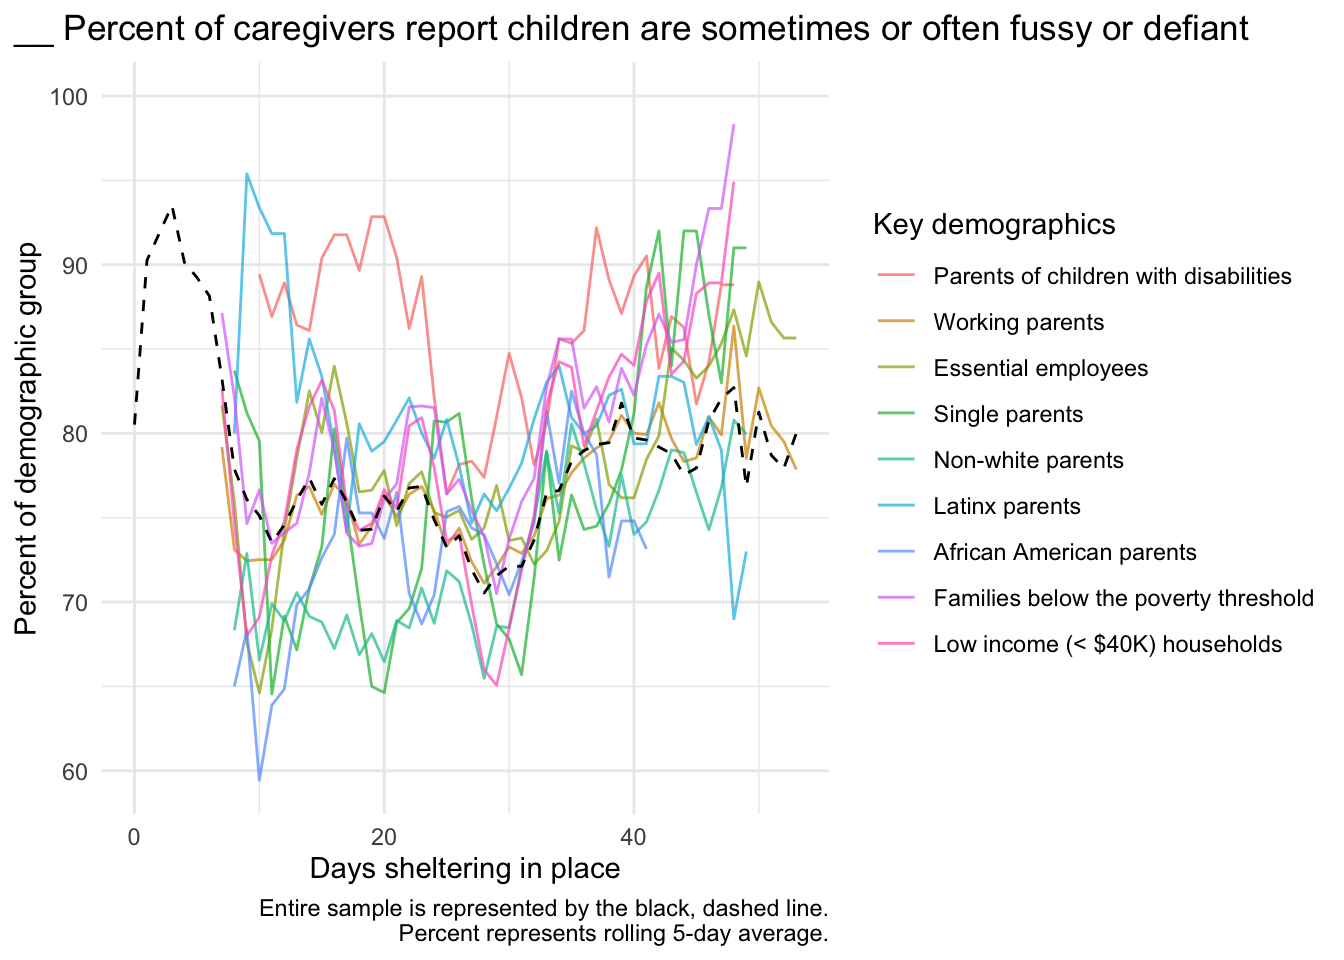 __ Percent of caregivers report children are sometimes or often fussy or defiant
Percent of demographic group
100
90
80
70
60
0
20
40
Days sheltering in place
Entire sample is represented by the black, dashed line.
Percent represents rolling 5-day average.
Key demographics
Parents of children with disabilities
Working parents
Essential employees
Single parents
Non-white parents
Latinx parents
African American parents
Families below the poverty threshold
Low income (< $40K) households